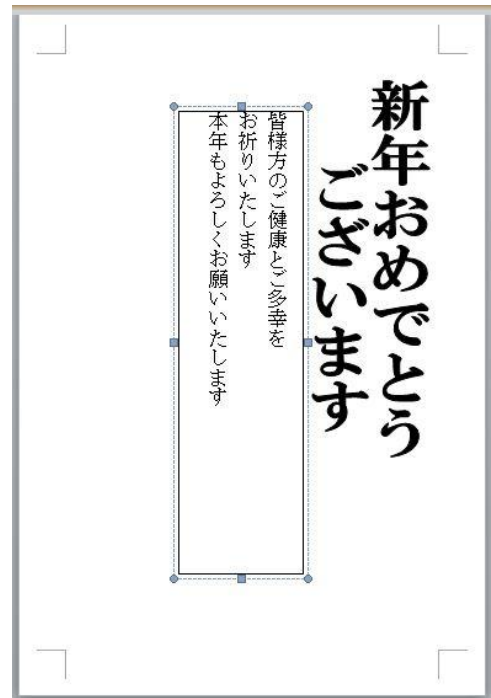 新年おめでとう
ございます
皆様方のご健康とご多幸を
お祈りいたします
本年もよろしくお願いいたします